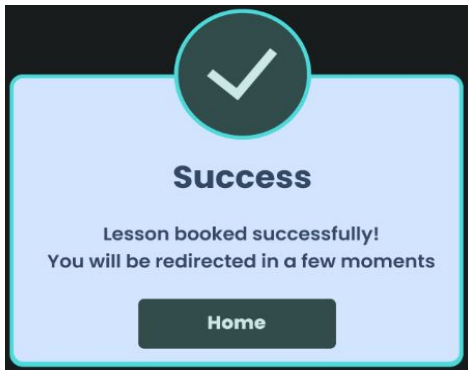 Success
Lesson booked successfully!
You will be redirected in a few moments
Home